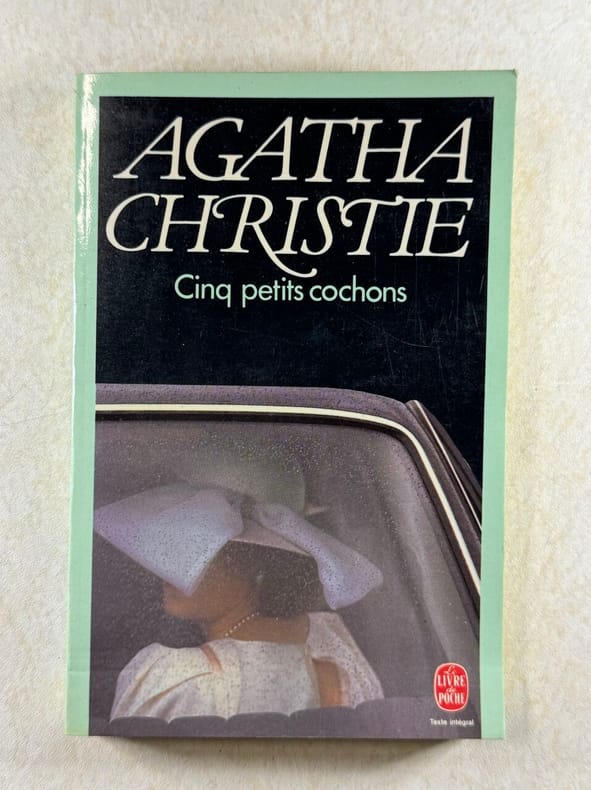 AGATHA
CHRISTIE
Cinq petits cochons
Le
LIVRE
de
POCHE
Texte intégral